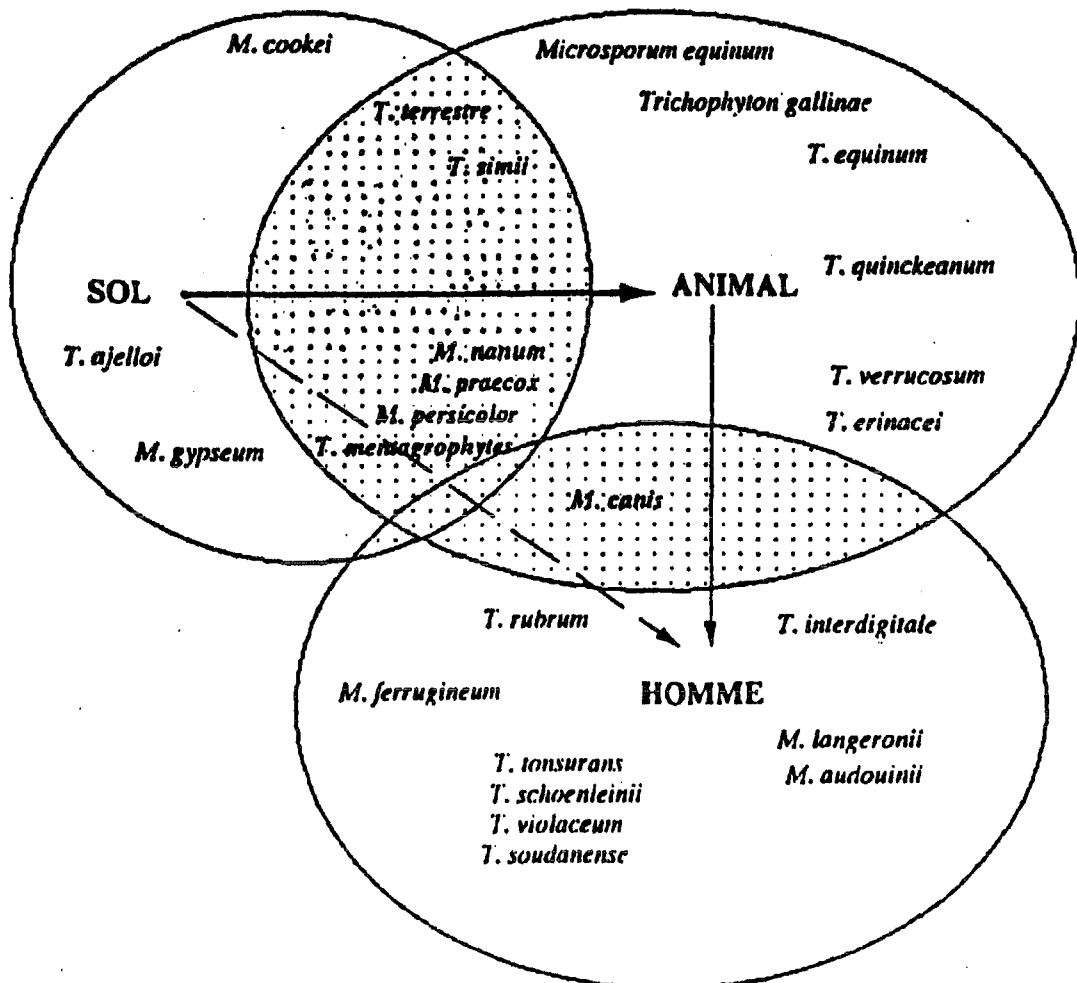 M. cookei
Microsporum equinum
Trichophyton gallinae
T. terrestre
T. equinum
T. simii
T. quinckeanum
SOL
ANIMAL
T. ajelloi
M. nanum
M. praecox
T. verrucosum
M. persicolor
T. erinacei
M. gypseum
T. mentagrophytes
M. canis
T. rubrum
T. interdigitale
M. ferrugineum
HOMME
M. langeronii
T. tonsurans
M. audouinii
T. schoenleinii
T. violaceum
T. soudanense